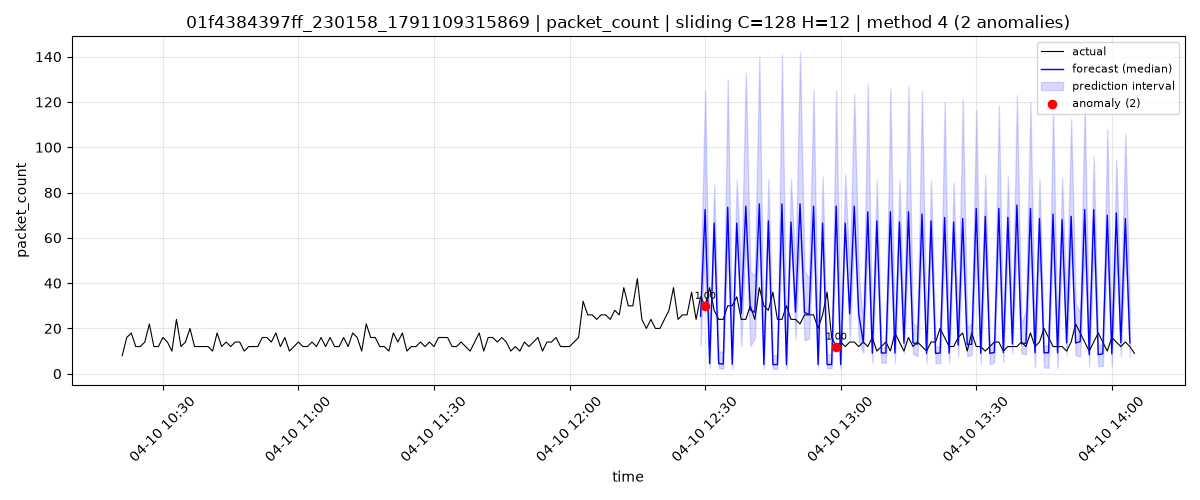 01f4384397ff_230158_1791109315869 | packet_count | sliding C=128 H=12 | method 4 (2 anomalies)
actual
forecast (median)
prediction interval
anomaly (2)
packet_count
140
120
100
80
60
40
20
0
1.00
1.00
04-10 10:30
04-10 11:00
04-10 11:30
04-10 12:00
04-10 12:30
04-10 13:00
04-10 13:30
04-10 14:00
time